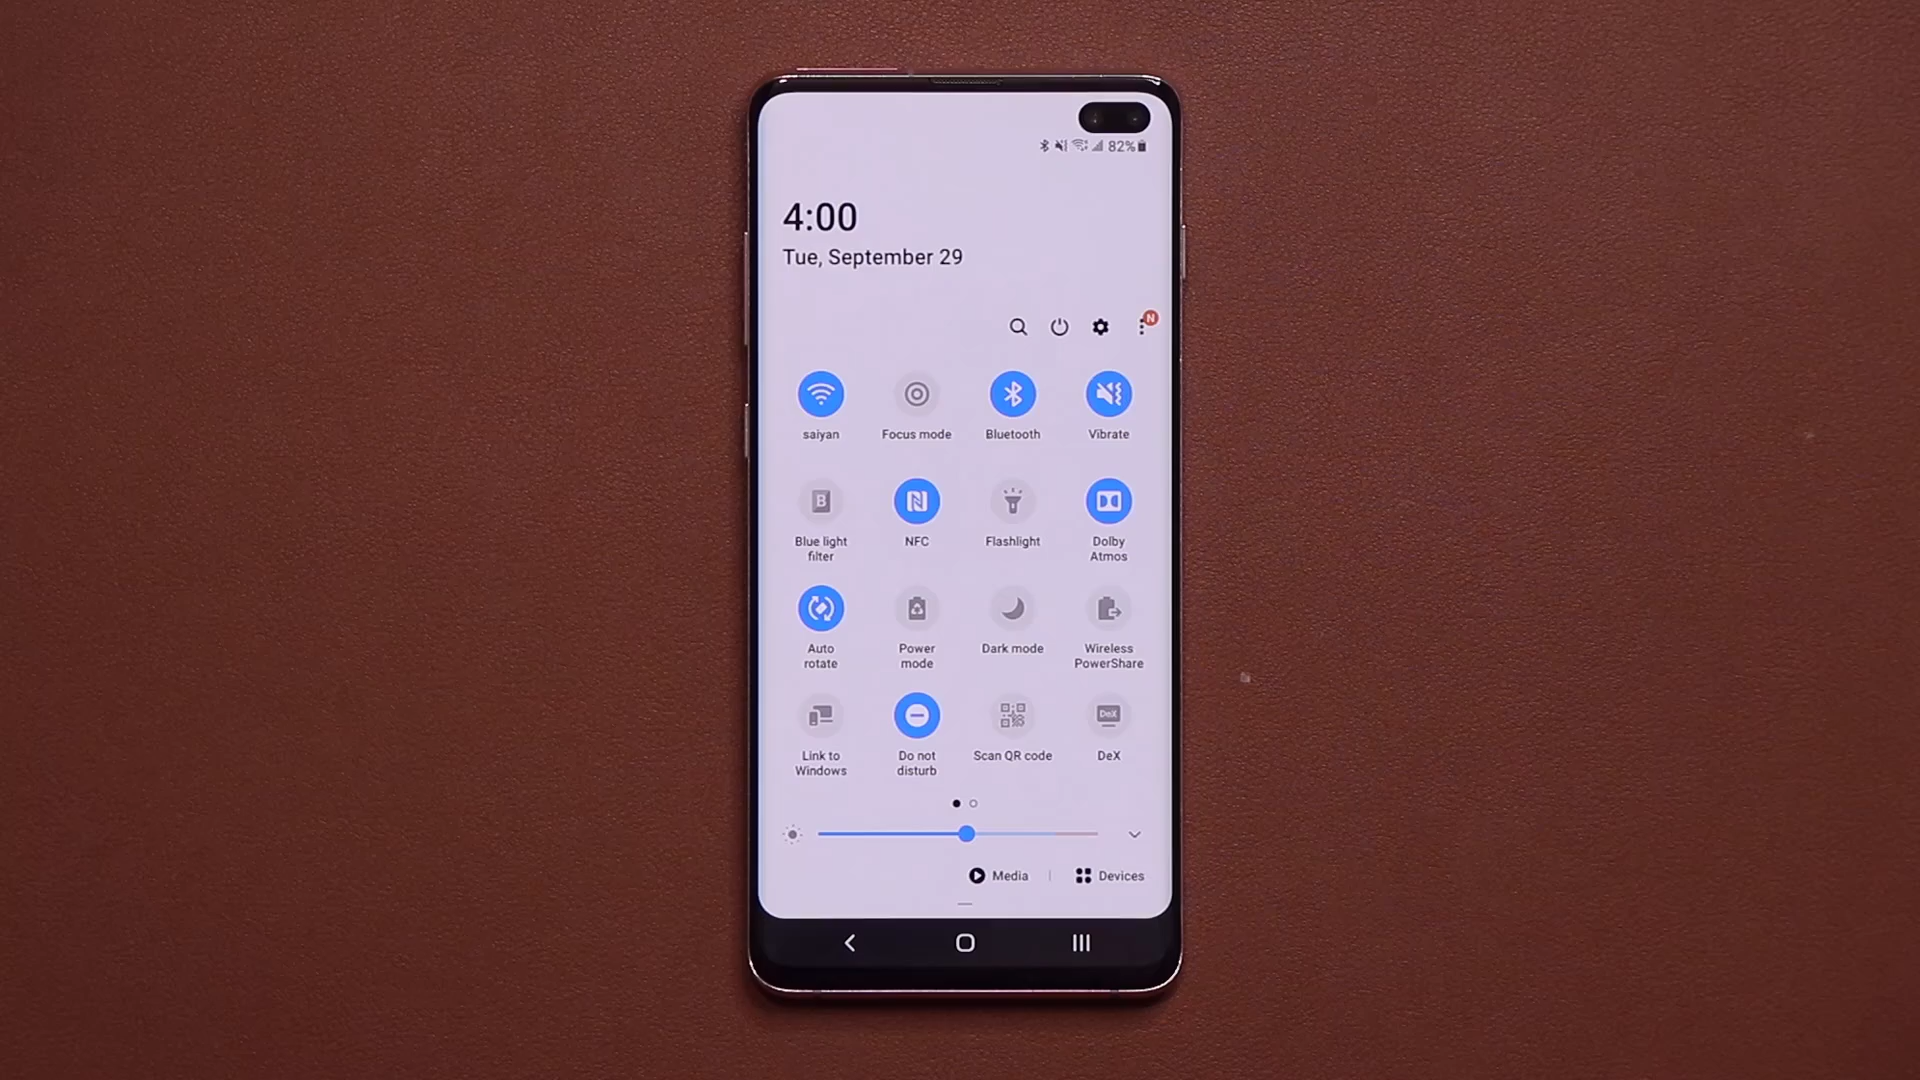 82%
4:00
Tue, September 29
N
saiyan
Focus mode
Bluetooth
Vibrate
B
Blue light
filter
NFC
Flashlight
Dolby
Atmos
Auto
rotate
Power
mode
Dark mode
Wireless
PowerShare
DeX
Link to
Windows
Do not
disturb
Scan QR code
DeX
Media
Devices